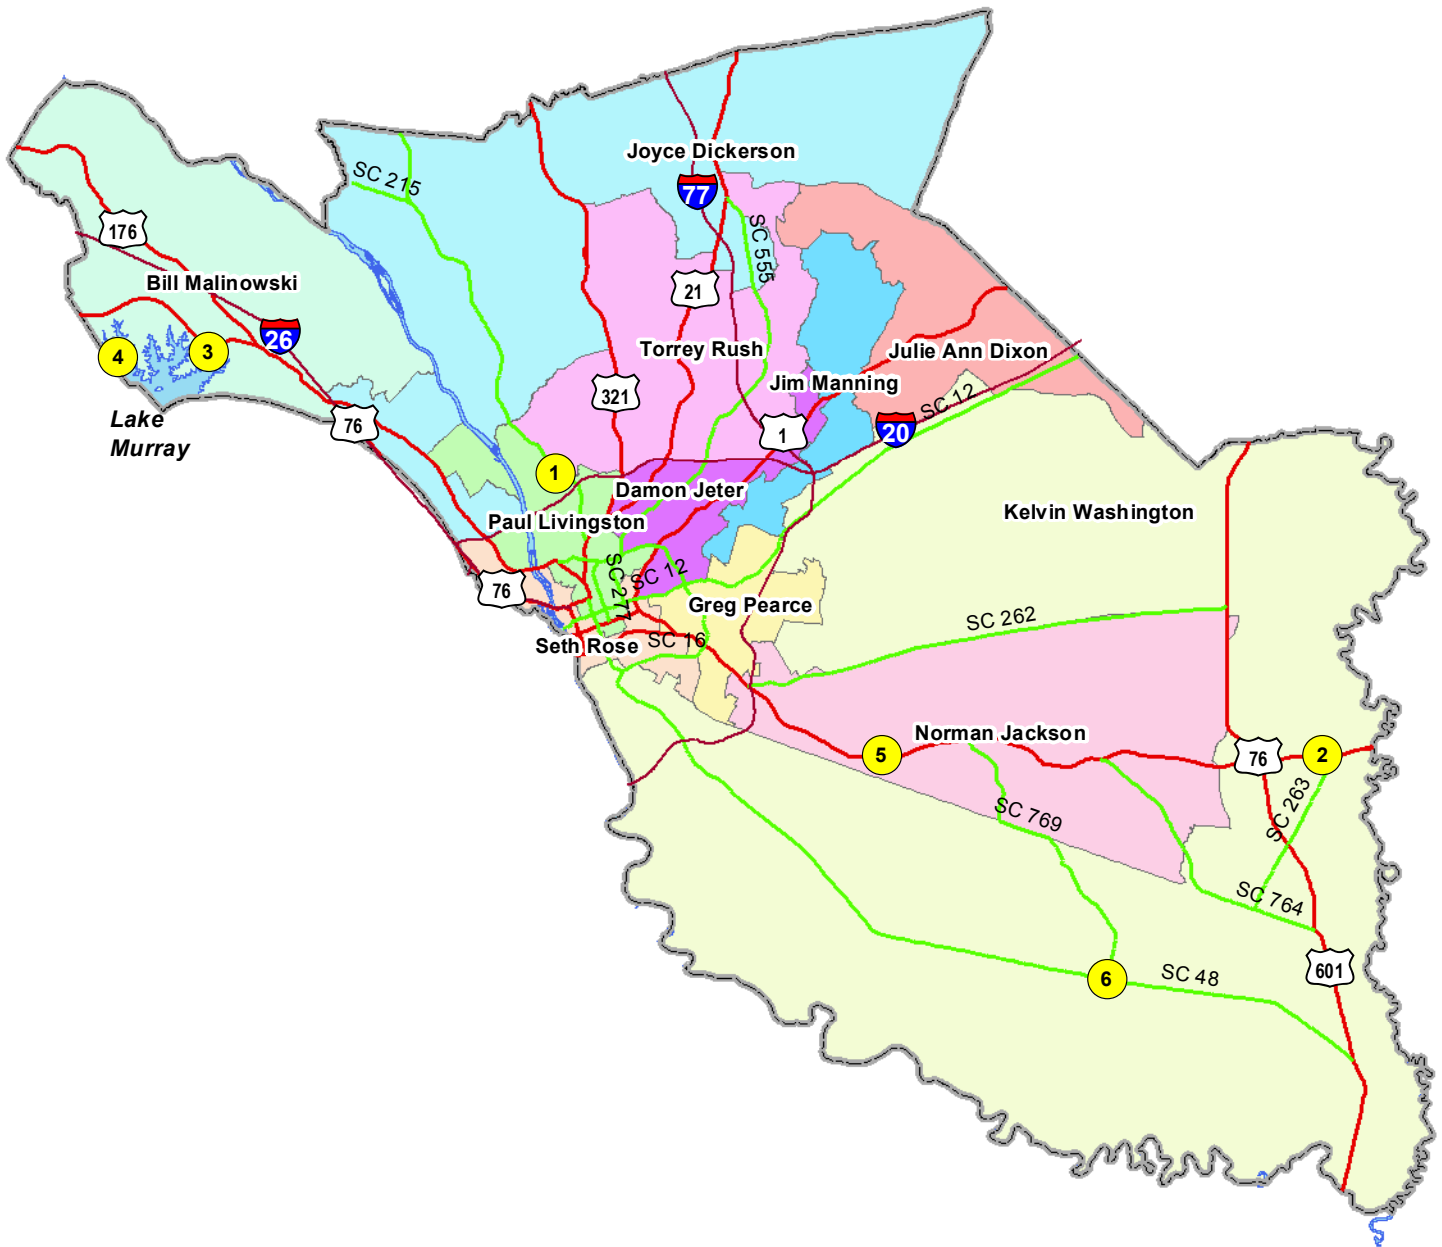 Joyce Dickerson
SC 215
77
176
SC 555
Bill Malinowski
21
26
4
3
Torrey Rush
Julie Ann Dixon
Jim Manning
321
SC 12
Lake
Murray
76
1
20
1
Damon Jeter
Kelvin Washington
Paul Livingston
SC 277
SC 12
76
Greg Pearce
SC 262
Seth Rose
SC 16
Norman Jackson
5
76
2
SC 769
SC 263
SC 764
6
SC 48
601